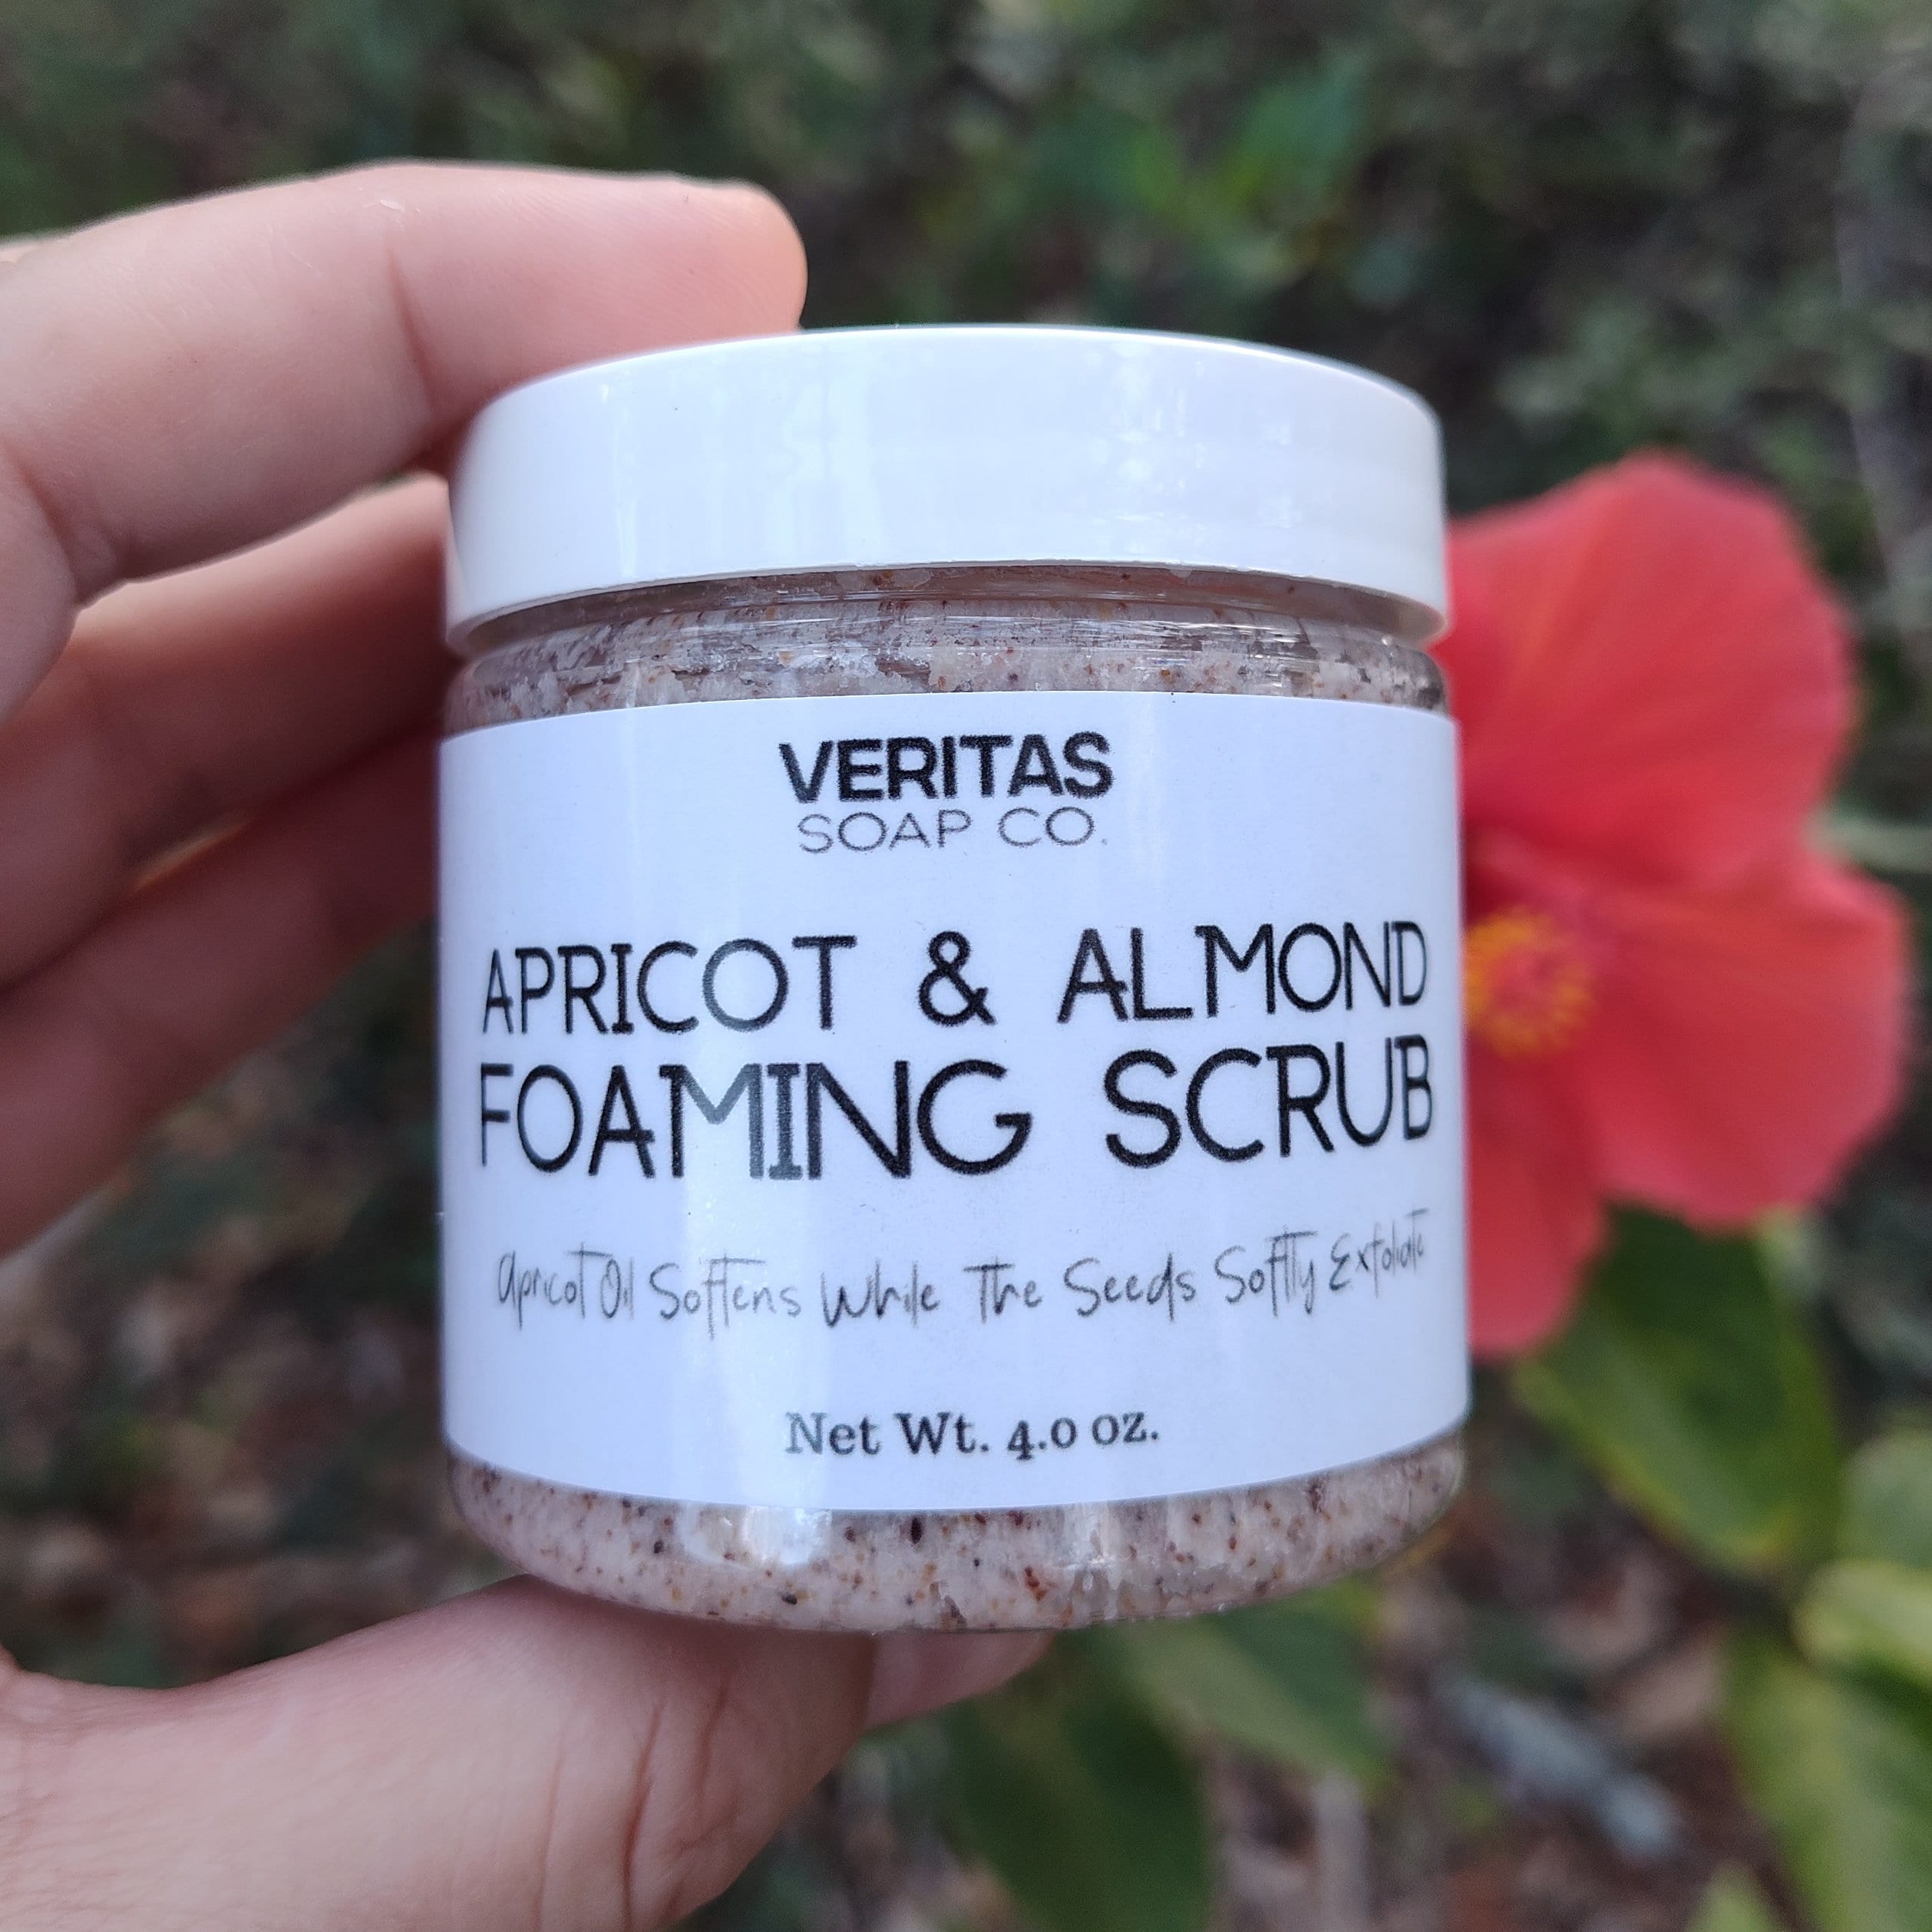 VERITAS
SOAP CO.
APRICOT & ALMOND
FOAMING SCRUB
Apricot Oil Softens While The Seeds Softly Exfoliate
Net Wt. 4.0 oz.